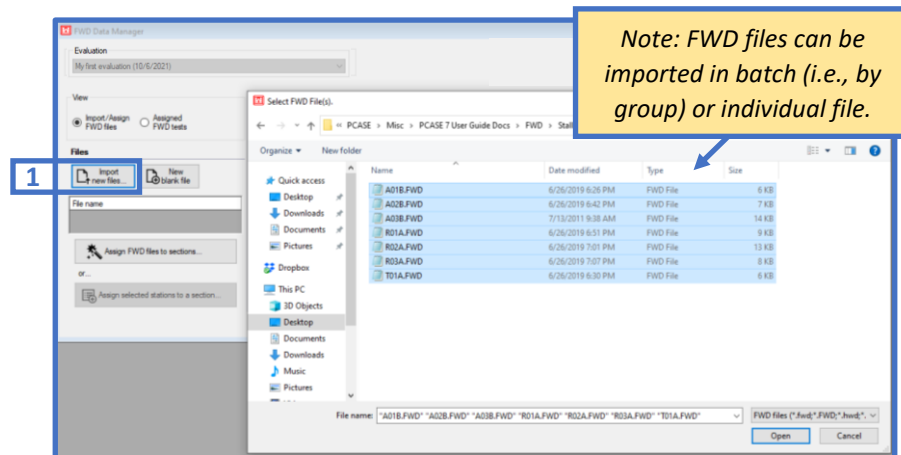 FWD Data Manager
Evaluation
My first evaluation (10/6/2021)
View
Import/Assign
FWD files
Assigned
FWD tests
Files
1
Import
new files...
New
blank file
File name
Assign FWD files to sections...
or...
Assign selected stations to a section...
Note: FWD files can be
imported in batch (i.e., by
group) or individual file.
Select FWD File(s).
« PCASE > Misc > PCASE 7 User Guide Docs > FWD >
Organize New folder
Quick access
Desktop
Downloads
Documents
Pictures
Dropbox
This PC
3D Objects
Desktop
Documents
Downloads
Music
Pictures
Name Date modified Type Size
A01B.FWD 6/26/2019 6:26 PM FWD File 6 KB
A02B.FWD 6/26/2019 6:42 PM FWD File 7 KB
A03B.FWD 7/13/2011 9:38 AM FWD File 14 KB
R01A.FWD 6/26/2019 6:51 PM FWD File 9 KB
R02A.FWD 6/26/2019 7:01 PM FWD File 13 KB
R03A.FWD 6/26/2019 7:07 PM FWD File 8 KB
T01A.FWD 6/26/2019 6:30 PM FWD File 6 KB
File name: "A01B.FWD" "A02B.FWD" "A03B.FWD" "R01A.FWD" "R02A.FWD" "R03A.FWD" "T01A.FWD"
FWD files (*.fwd;*.FWD;*.hwd;*.
Open Cancel